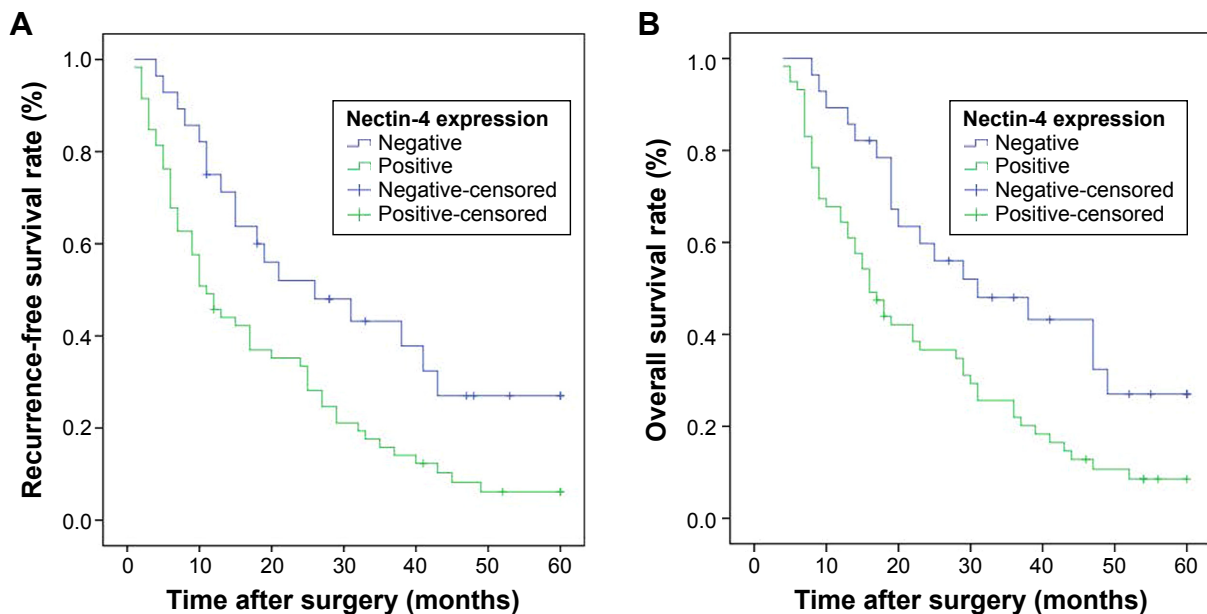 A
Recurrence-free survival rate (%)
1.0
0.8
0.6
0.4
0.2
0.0
Nectin-4 expression
Negative
Positive
Negative-censored
Positive-censored
0 10 20 30 40 50 60
Time after surgery (months)
B
Overall survival rate (%)
1.0
0.8
0.6
0.4
0.2
0.0
Nectin-4 expression
Negative
Positive
Negative-censored
Positive-censored
0 10 20 30 40 50 60
Time after surgery (months)